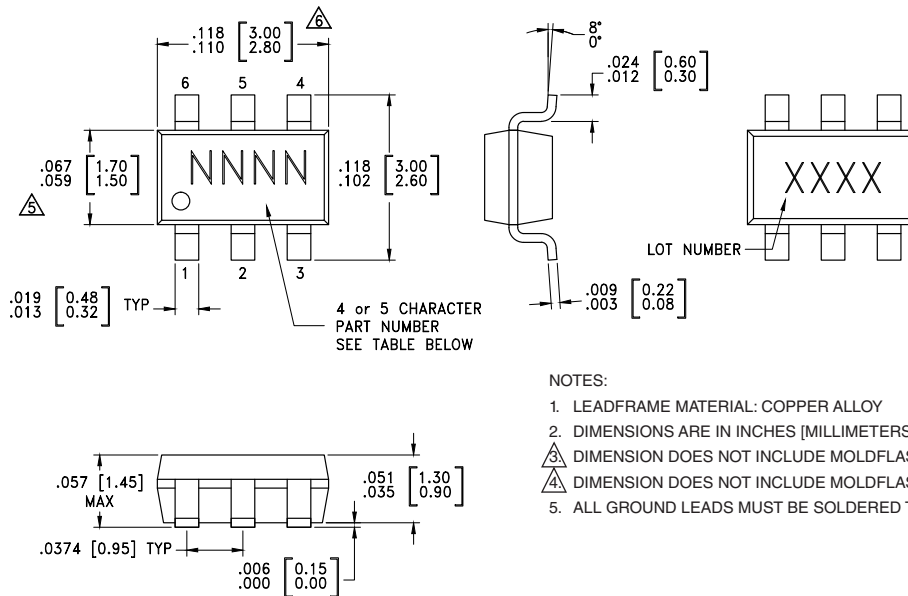 .118 [3.00]
.110 [2.80]
6
6 5 4
8°
0°
.024 [0.60]
.012 [0.30]
.067 [1.70]
.059 [1.50]
5
NNNN
.118 [3.00]
.102 [2.60]
XXXX
LOT NUMBER
1 2 3
.019 [0.48]
.013 [0.32] TYP
4 or 5 CHARACTER
PART NUMBER
SEE TABLE BELOW
.009 [0.22]
.003 [0.08]
NOTES:
1. LEADFRAME MATERIAL: COPPER ALLOY
2. DIMENSIONS ARE IN INCHES [MILLIMETERS
3. DIMENSION DOES NOT INCLUDE MOLDFLAS
4. DIMENSION DOES NOT INCLUDE MOLDFLAS
5. ALL GROUND LEADS MUST BE SOLDERED T
.057 [1.45]
MAX
.051 [1.30]
.035 [0.90]
.0374 [0.95] TYP
.006 [0.15]
.000 [0.00]